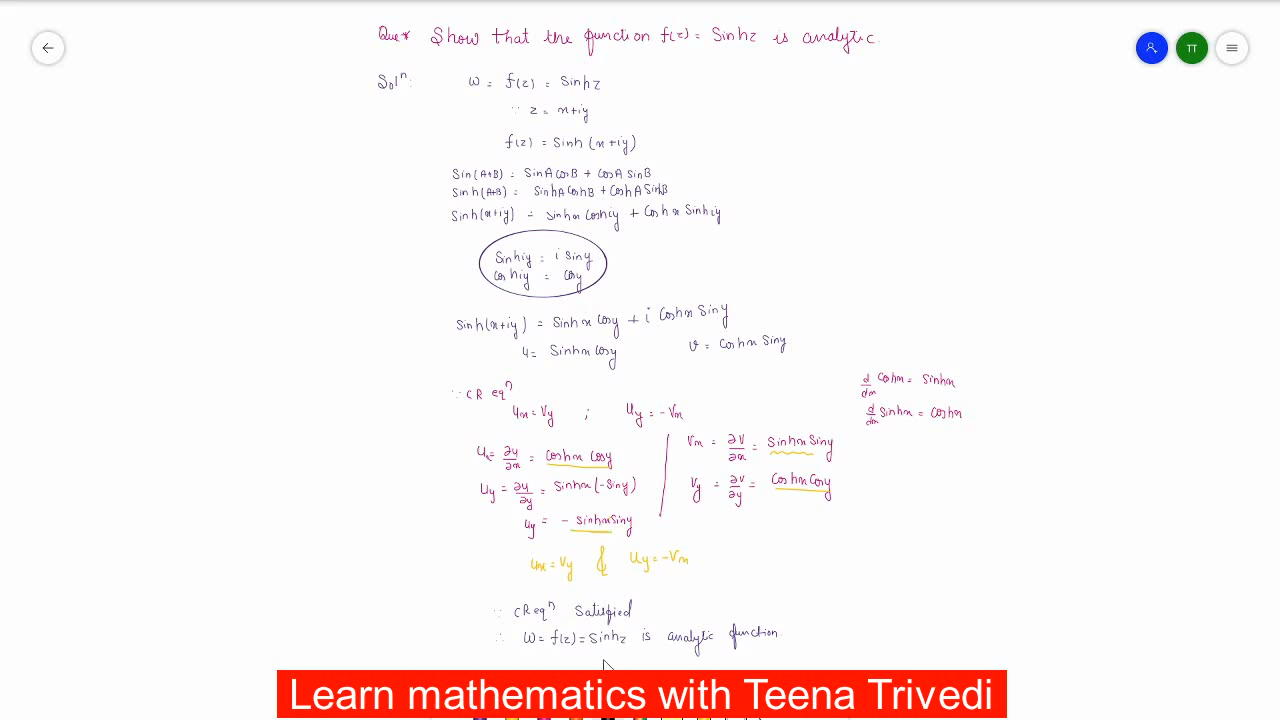 Que* Show that the function f(z) = Sinhz is analytic.
Solⁿ: w = f(z) = Sinhz
∵ z = x+iy
f(z) = Sinh (x+iy)
Sin(A+B) = SinA cosB + cosA sinB
Sinh(A+B) = SinhA coshB + coshA SinhB
Sinh(x+iy) = Sinhx coshiy + Coshx Sinhiy
Sinhiy = i Siny
coshiy = cosy
Sinh(x+iy) = Sinhx cosy + i Coshx Siny
u = Sinhx cosy v = Coshx Siny
d/dx Coshx = Sinhx
d/dx Sinhx = Coshx
∵ CR eqⁿ
ux = vy ; uy = -vx
ux = ∂u/∂x = coshx cosy vx = ∂v/∂x = Sinhx Siny
uy = ∂u/∂y = Sinhx (-Siny) vy = ∂v/∂y = Coshx Cosy
uy = - sinhx siny
ux = vy & uy = -vx
∵ CR eqⁿ Satisfied
∴ w = f(z) = Sinhz is analytic function.
TT
Learn mathematics with Teena Trivedi